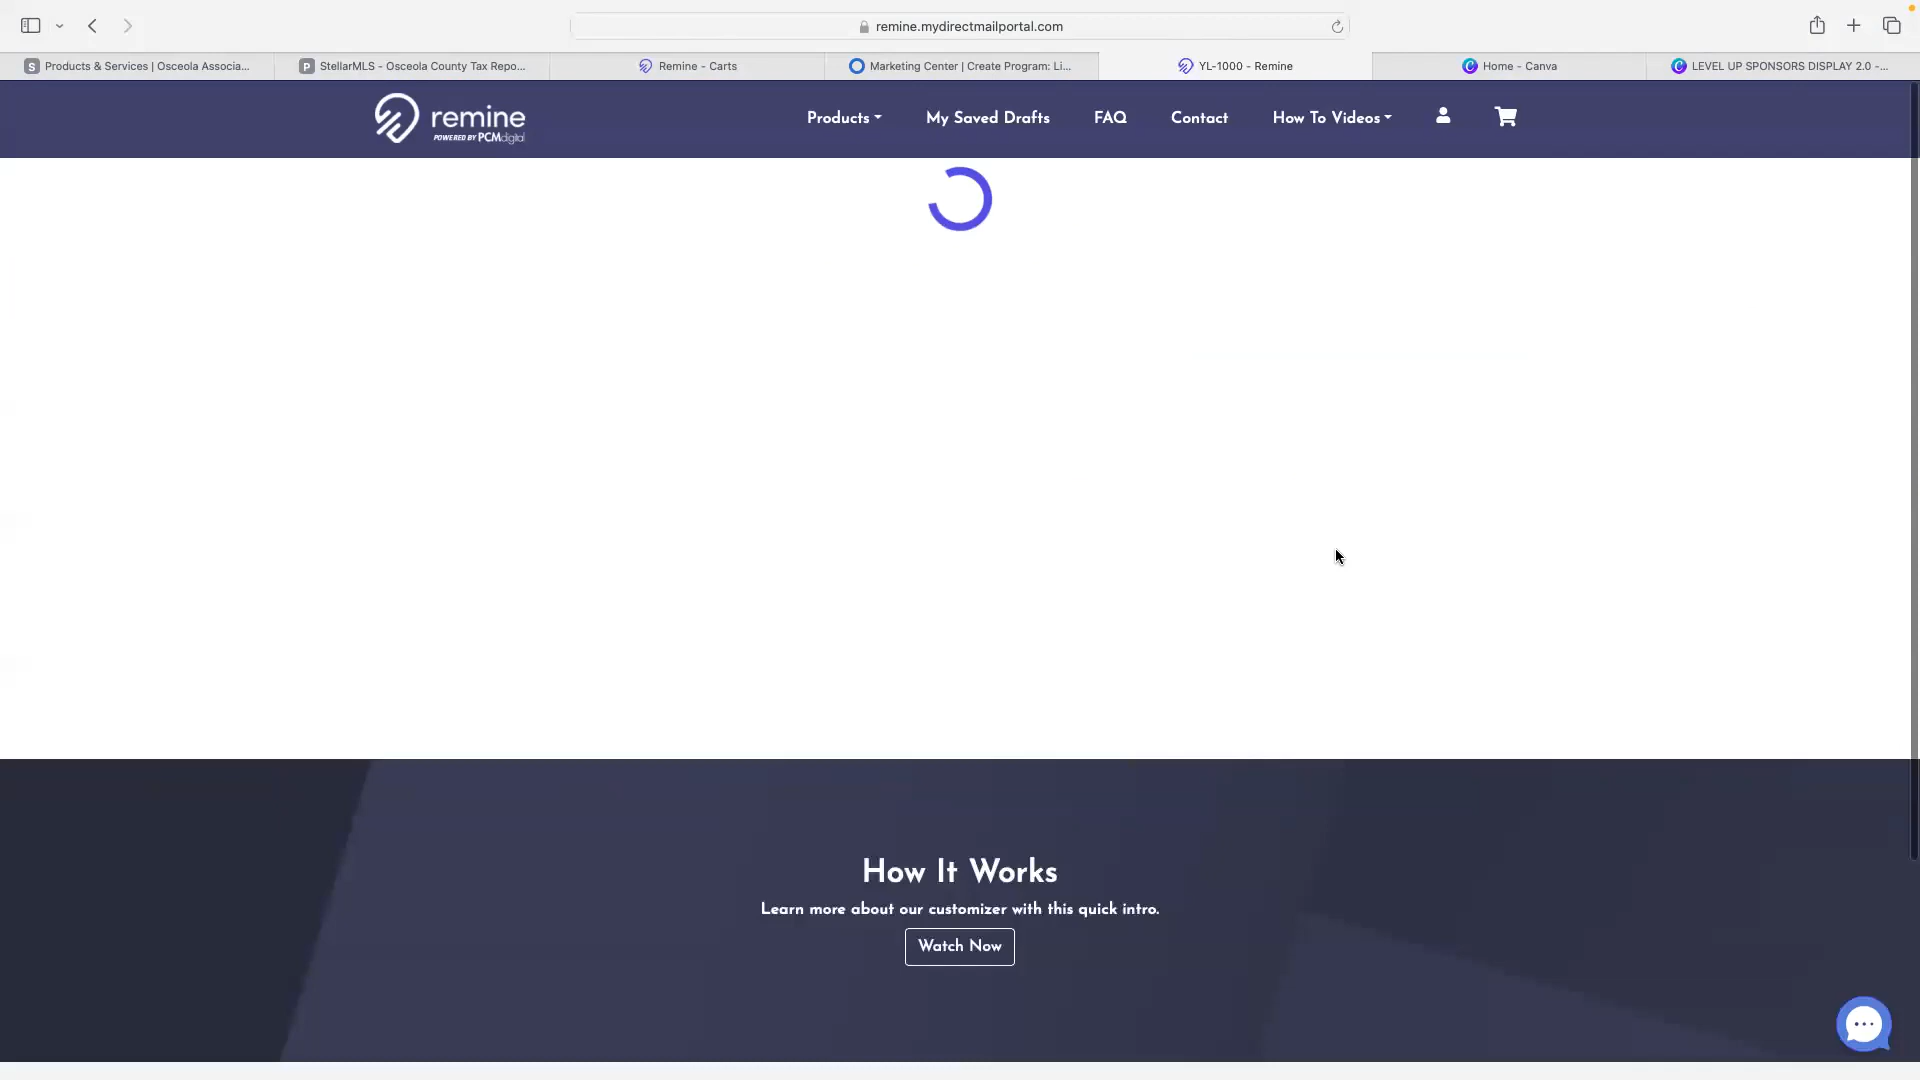 remine.mydirectmailportal.com
S Products & Services | Osceola Associa...
P StellarMLS - Osceola County Tax Repo...
Remine - Carts
Marketing Center | Create Program: Li...
YL-1000 - Remine
C Home - Canva
C LEVEL UP SPONSORS DISPLAY 2.0 -...
remine
POWERED BY PCMdigital
Products
My Saved Drafts
FAQ
Contact
How To Videos
How It Works
Learn more about our customizer with this quick intro.
Watch Now